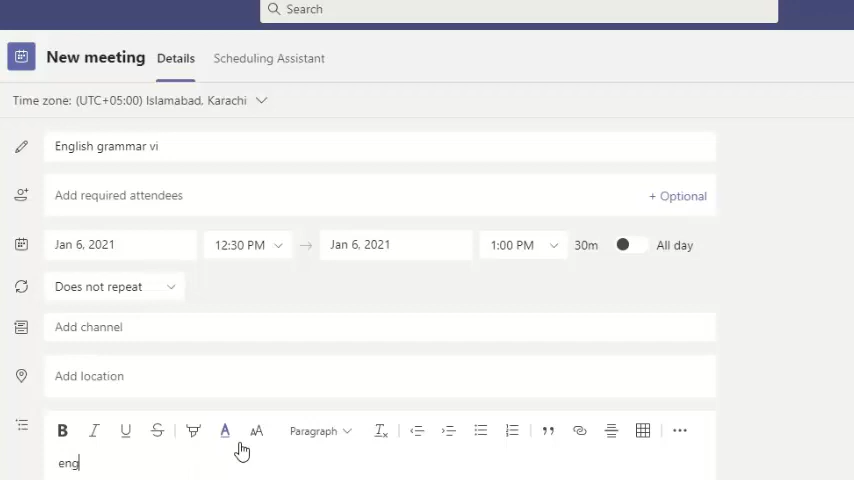 Search
New meeting Details Scheduling Assistant
Time zone: (UTC+05:00) Islamabad, Karachi
English grammar vi
Add required attendees + Optional
Jan 6, 2021 12:30 PM → Jan 6, 2021 1:00 PM 30m All day
Does not repeat
Add channel
Add location
B I U S A AA Paragraph Tx
eng